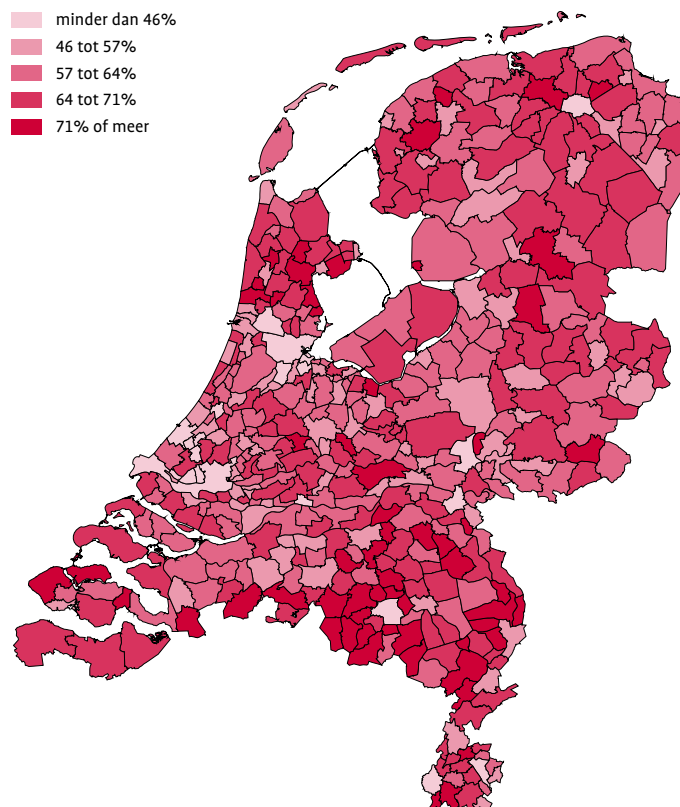 minder dan 46%
46 tot 57%
57 tot 64%
64 tot 71%
71% of meer